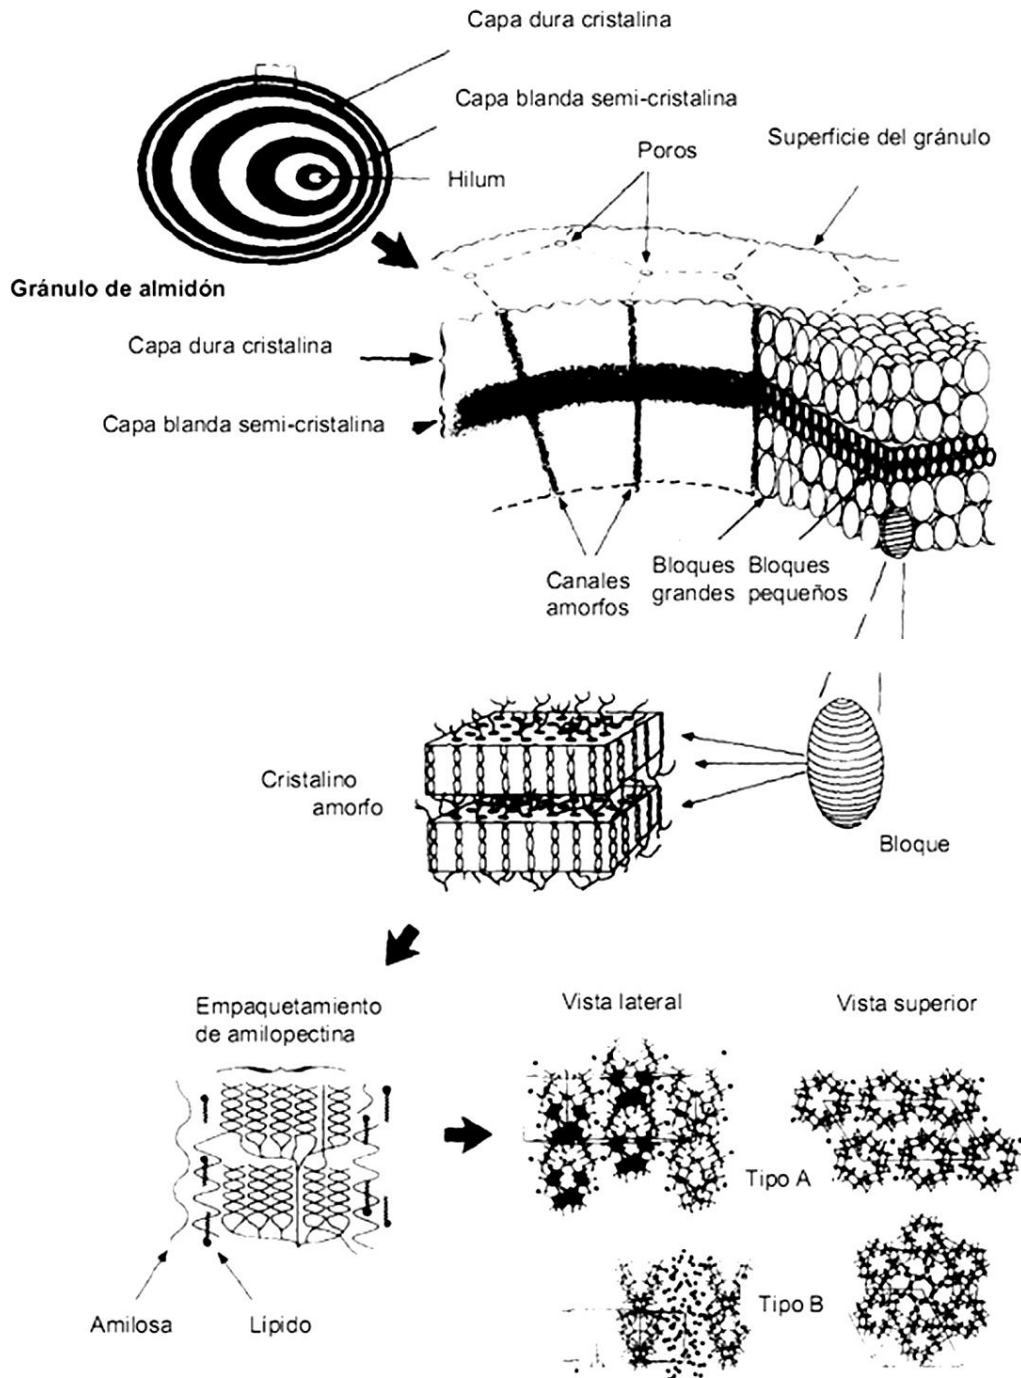 Capa dura cristalina
Capa blanda semi-cristalina
Superficie del gránulo
Poros
Hilum
Gránulo de almidón
Capa dura cristalina
Capa blanda semi-cristalina
Canales
amorfos
Bloques
grandes
Bloques
pequeños
Cristalino
amorfo
Bloque
Empaquetamiento
de amilopectina
Vista lateral
Vista superior
Tipo A
Tipo B
Amilosa
Lípido